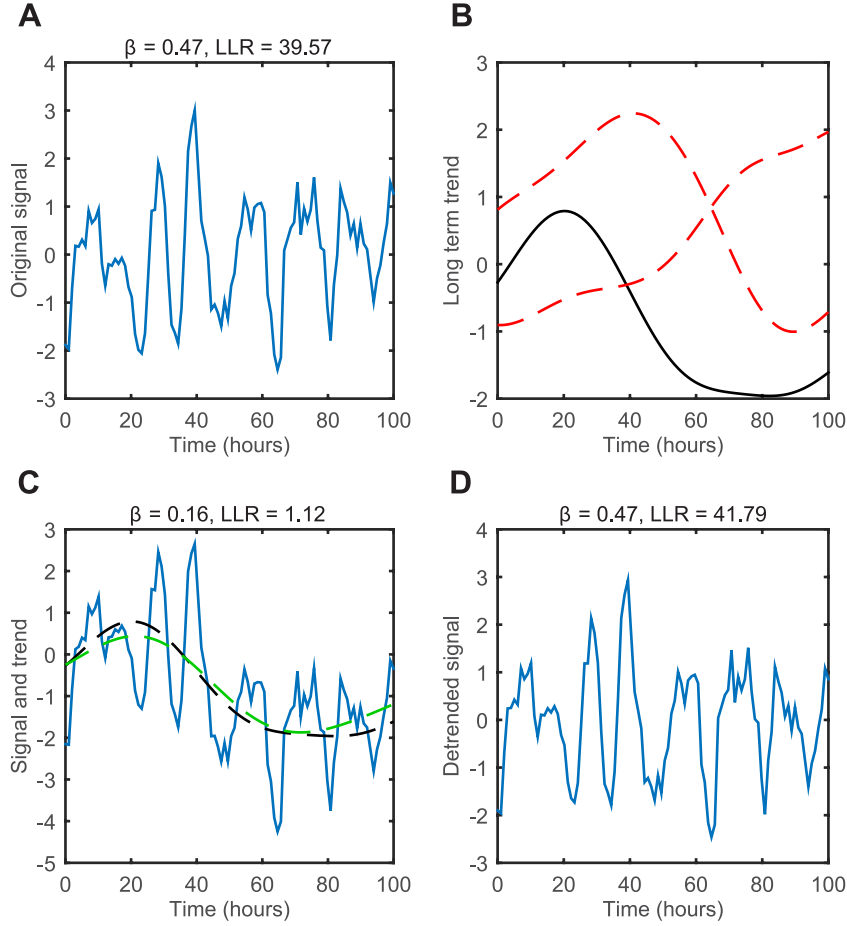 A
β = 0.47, LLR = 39.57
4
3
2
1
0
-1
-2
-3
Original signal
0 20 40 60 80 100
Time (hours)
B
3
2
1
0
-1
-2
Long term trend
0 20 40 60 80 100
Time (hours)
C
β = 0.16, LLR = 1.12
3
2
1
0
-1
-2
-3
-4
-5
Signal and trend
0 20 40 60 80 100
Time (hours)
D
β = 0.47, LLR = 41.79
4
3
2
1
0
-1
-2
-3
Detrended signal
0 20 40 60 80 100
Time (hours)